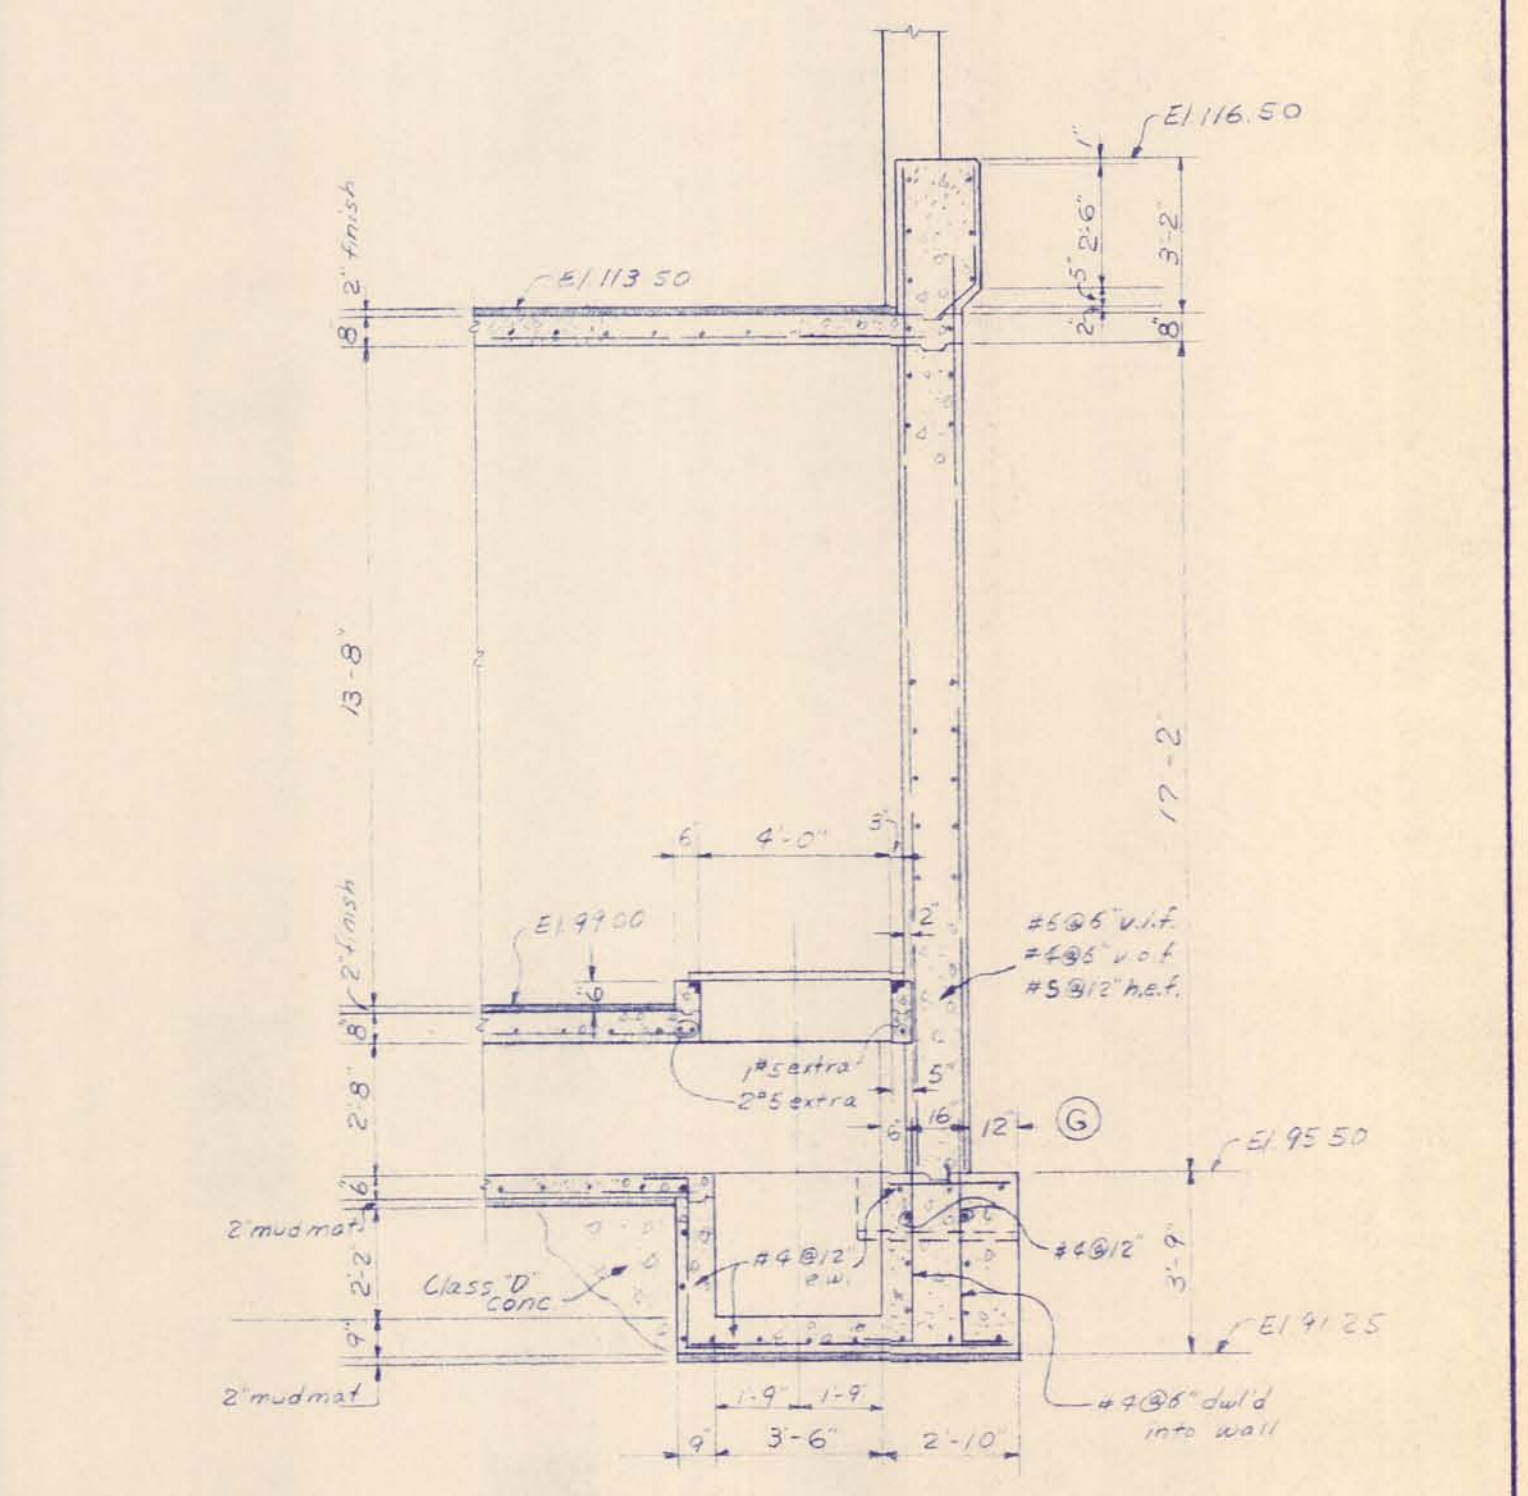 El.116.50
1"
2'-6"
3'-2"
5"
2"
8"
2" finish
El.113.50
8"
13'-8"
17'-2"
6"
4'-0"
3"
2" finish
El.99.00
2"
#6@6" v.i.f.
#4@6" v.o.f.
#5@12" h.e.f.
6"
8"
1#5 extra
2#5 extra
5"
2'-8"
6"
16"
12"
G
El.95.50
6"
2" mudmat
#4@12" e.w.
#4@12"
2'-2"
Class "D"
conc.
3'-9"
9"
El.91.25
2" mudmat
1'-9"
1'-9"
#4@6" dwl'd
into wall
9"
3'-6"
2'-10"